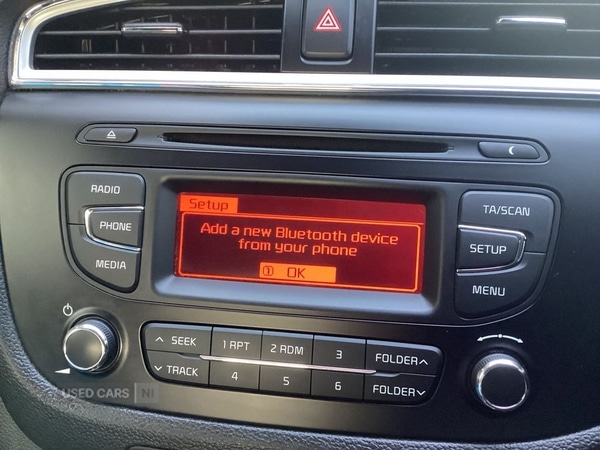 RADIO
PHONE
MEDIA
Setup
Add a new Bluetooth device
from your phone
① OK
TA/SCAN
SETUP
MENU
SEEK
1 RPT
2 RDM
3
FOLDER
TRACK
4
5
6
FOLDER
USED CARS NI